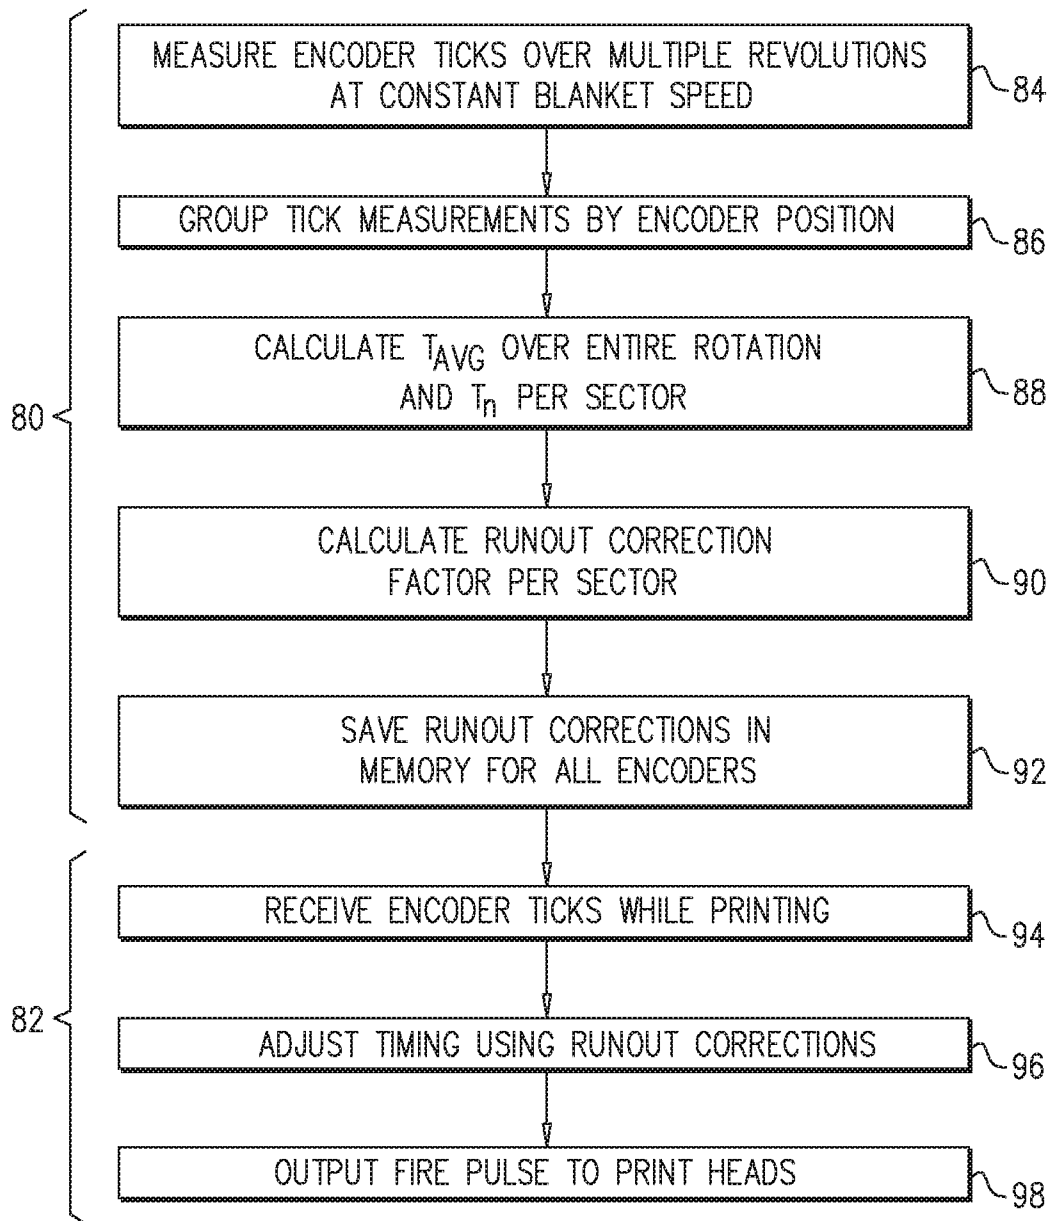 MEASURE ENCODER TICKS OVER MULTIPLE REVOLUTIONS
AT CONSTANT BLANKET SPEED
84
GROUP TICK MEASUREMENTS BY ENCODER POSITION
86
CALCULATE TAVG OVER ENTIRE ROTATION
AND Tn PER SECTOR
88
80
CALCULATE RUNOUT CORRECTION
FACTOR PER SECTOR
90
SAVE RUNOUT CORRECTIONS IN
MEMORY FOR ALL ENCODERS
92
RECEIVE ENCODER TICKS WHILE PRINTING
94
82
ADJUST TIMING USING RUNOUT CORRECTIONS
96
OUTPUT FIRE PULSE TO PRINT HEADS
98